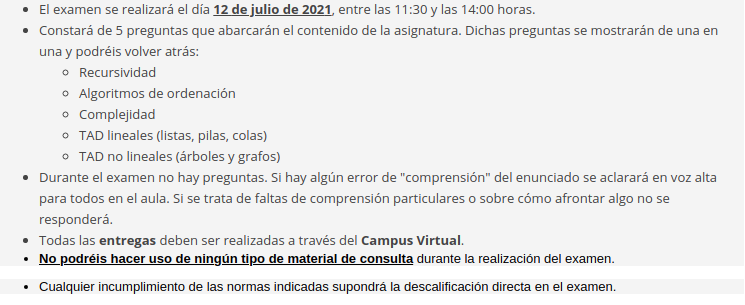 El examen se realizará el día 12 de julio de 2021, entre las 11:30 y las 14:00 horas.
Constará de 5 preguntas que abarcarán el contenido de la asignatura. Dichas preguntas se mostrarán de una en
una y podréis volver atrás:
Recursividad
Algoritmos de ordenación
Complejidad
TAD lineales (listas, pilas, colas)
TAD no lineales (árboles y grafos)
Durante el examen no hay preguntas. Si hay algún error de "comprensión" del enunciado se aclarará en voz alta
para todos en el aula. Si se trata de faltas de comprensión particulares o sobre cómo afrontar algo no se
responderá.
Todas las entregas deben ser realizadas a través del Campus Virtual.
No podréis hacer uso de ningún tipo de material de consulta durante la realización del examen.
Cualquier incumplimiento de las normas indicadas supondrá la descalificación directa en el examen.